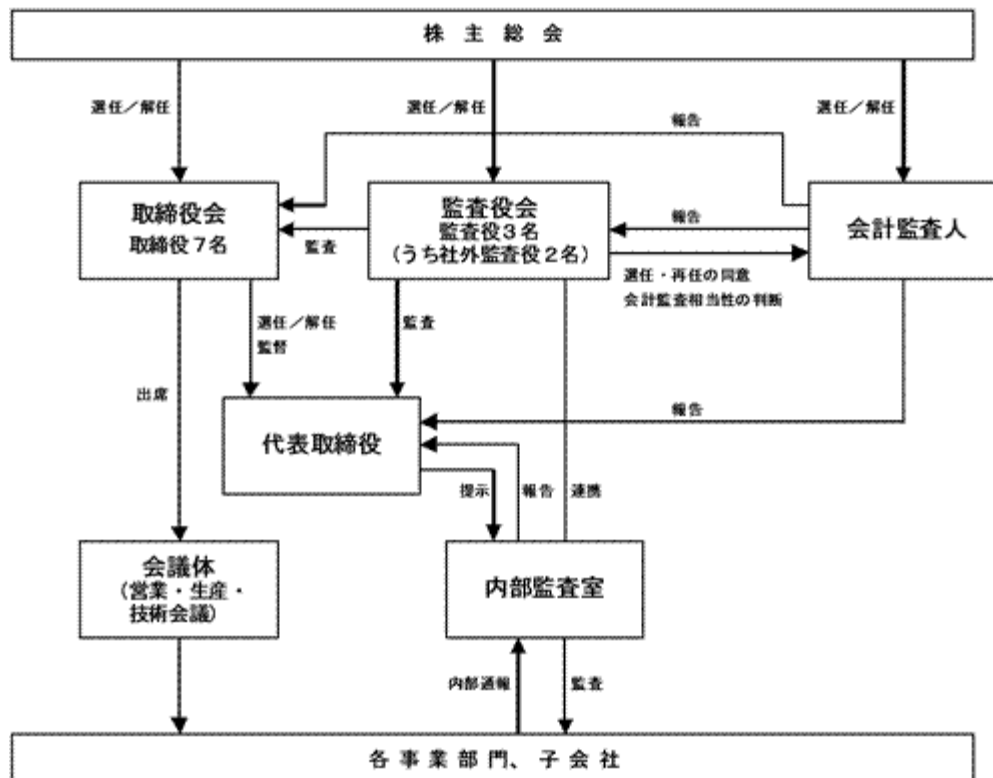 株主総会
選任／解任
選任／解任
選任／解任
報告
取締役会
取締役７名
監査役会
監査役３名
（うち社外監査役２名）
会計監査人
監査
報告
選任・再任の同意
会計監査相当性の判断
選任／解任
監督
監査
出席
報告
代表取締役
提示
報告
連携
会議体
（営業・生産・
技術会議）
内部監査室
内部通報
監査
各事業部門、子会社